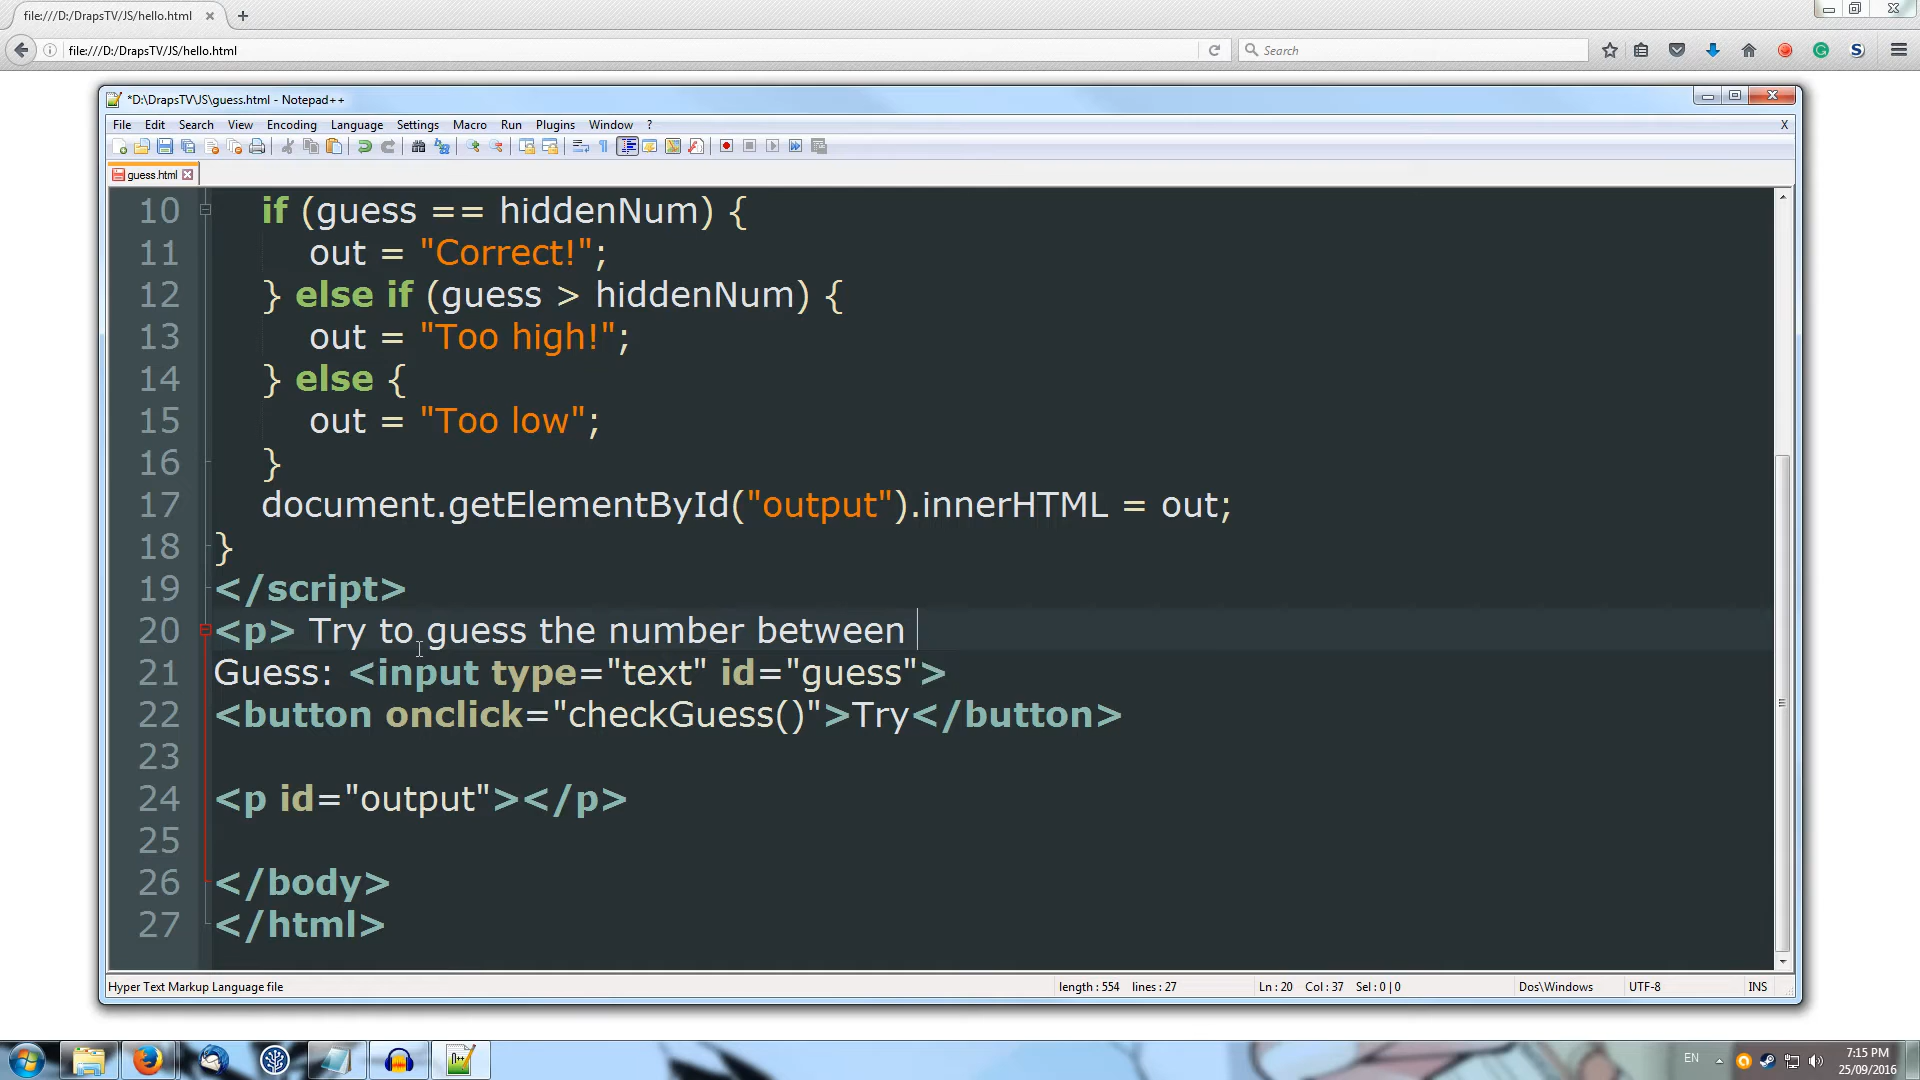 file:///D:/DrapsTV/JS/hello.html
file:///D:/DrapsTV/JS/hello.html
Search
*D:\DrapsTV\JS\guess.html - Notepad++
File Edit Search View Encoding Language Settings Macro Run Plugins Window ? X
guess.html
10 if (guess == hiddenNum) {
11 out = "Correct!";
12 } else if (guess > hiddenNum) {
13 out = "Too high!";
14 } else {
15 out = "Too low";
16 }
17 document.getElementById("output").innerHTML = out;
18 }
19 </script>
20 <p> Try to guess the number between
21 Guess: <input type="text" id="guess">
22 <button onclick="checkGuess()">Try</button>
23
24 <p id="output"></p>
25
26 </body>
27 </html>
Hyper Text Markup Language file length : 554 lines : 27 Ln : 20 Col : 37 Sel : 0 | 0 Dos\Windows UTF-8 INS
EN 7:15 PM
25/09/2016